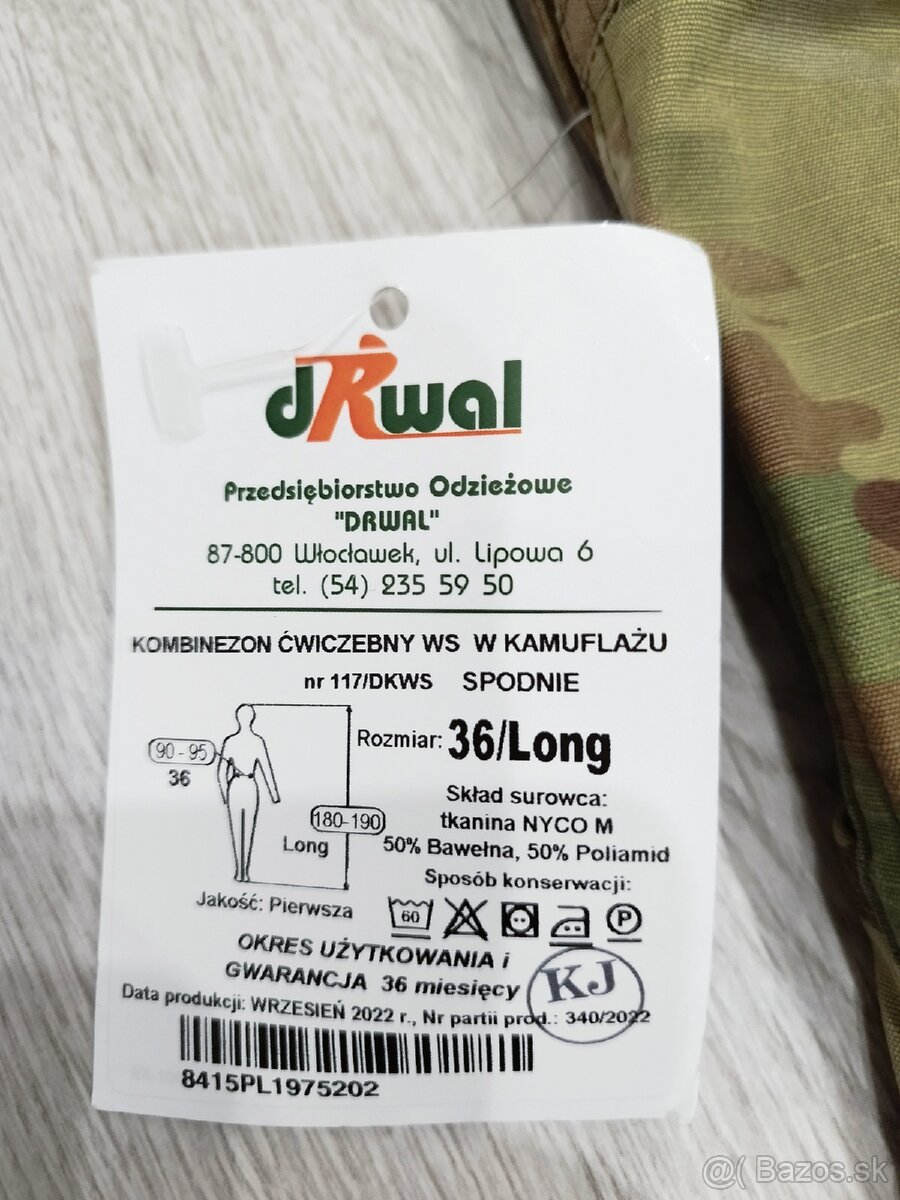 dRwal
Przedsiębiorstwo Odzieżowe
"DRWAL"
87-800 Włocławek, ul. Lipowa 6
tel. (54) 235 59 50
KOMBINEZON ĆWICZEBNY WS W KAMUFLAŻU
nr 117/DKWS SPODNIE
90 - 95
36
Rozmiar: 36/Long
180-190
Long
Skład surowca:
tkanina NYCO M
50% Bawełna, 50% Poliamid
Sposób konserwacji:
60
P
Jakość: Pierwsza
OKRES UŻYTKOWANIA i
GWARANCJA 36 miesięcy
KJ
Data produkcji: WRZESIEŃ 2022 r., Nr partii prod.: 340/2022
8415PL1975202
@( Bazos.sk